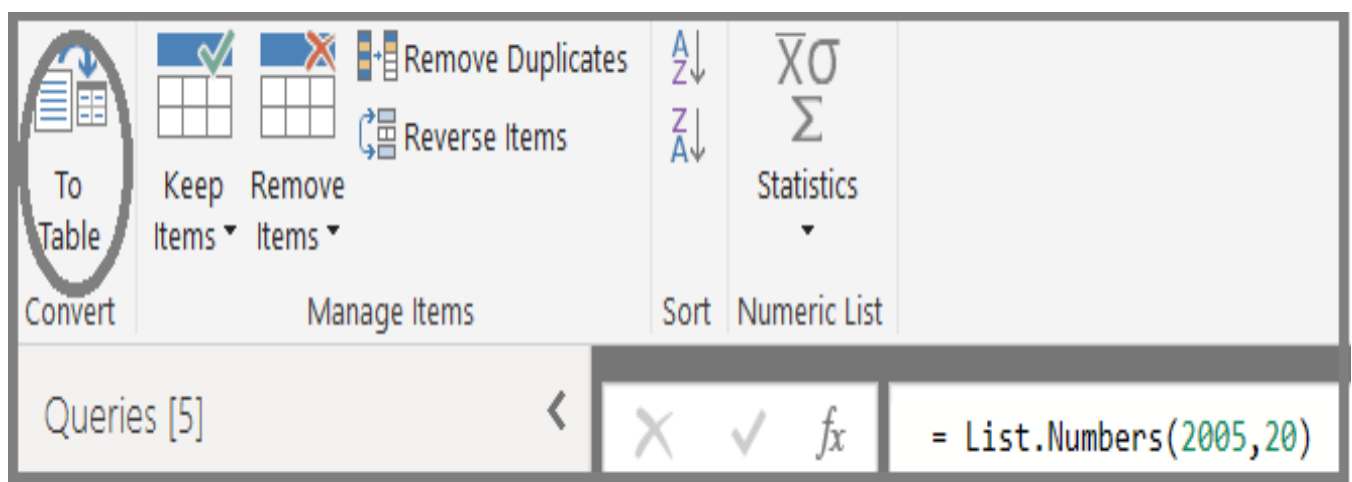 To
Table
Convert
Keep
Items
Remove
Items
Remove Duplicates
Reverse Items
Manage Items
A
Z
Z
A
Sort
X̅σ
Σ
Statistics
Numeric List
Queries [5]
fx
= List.Numbers(2005,20)